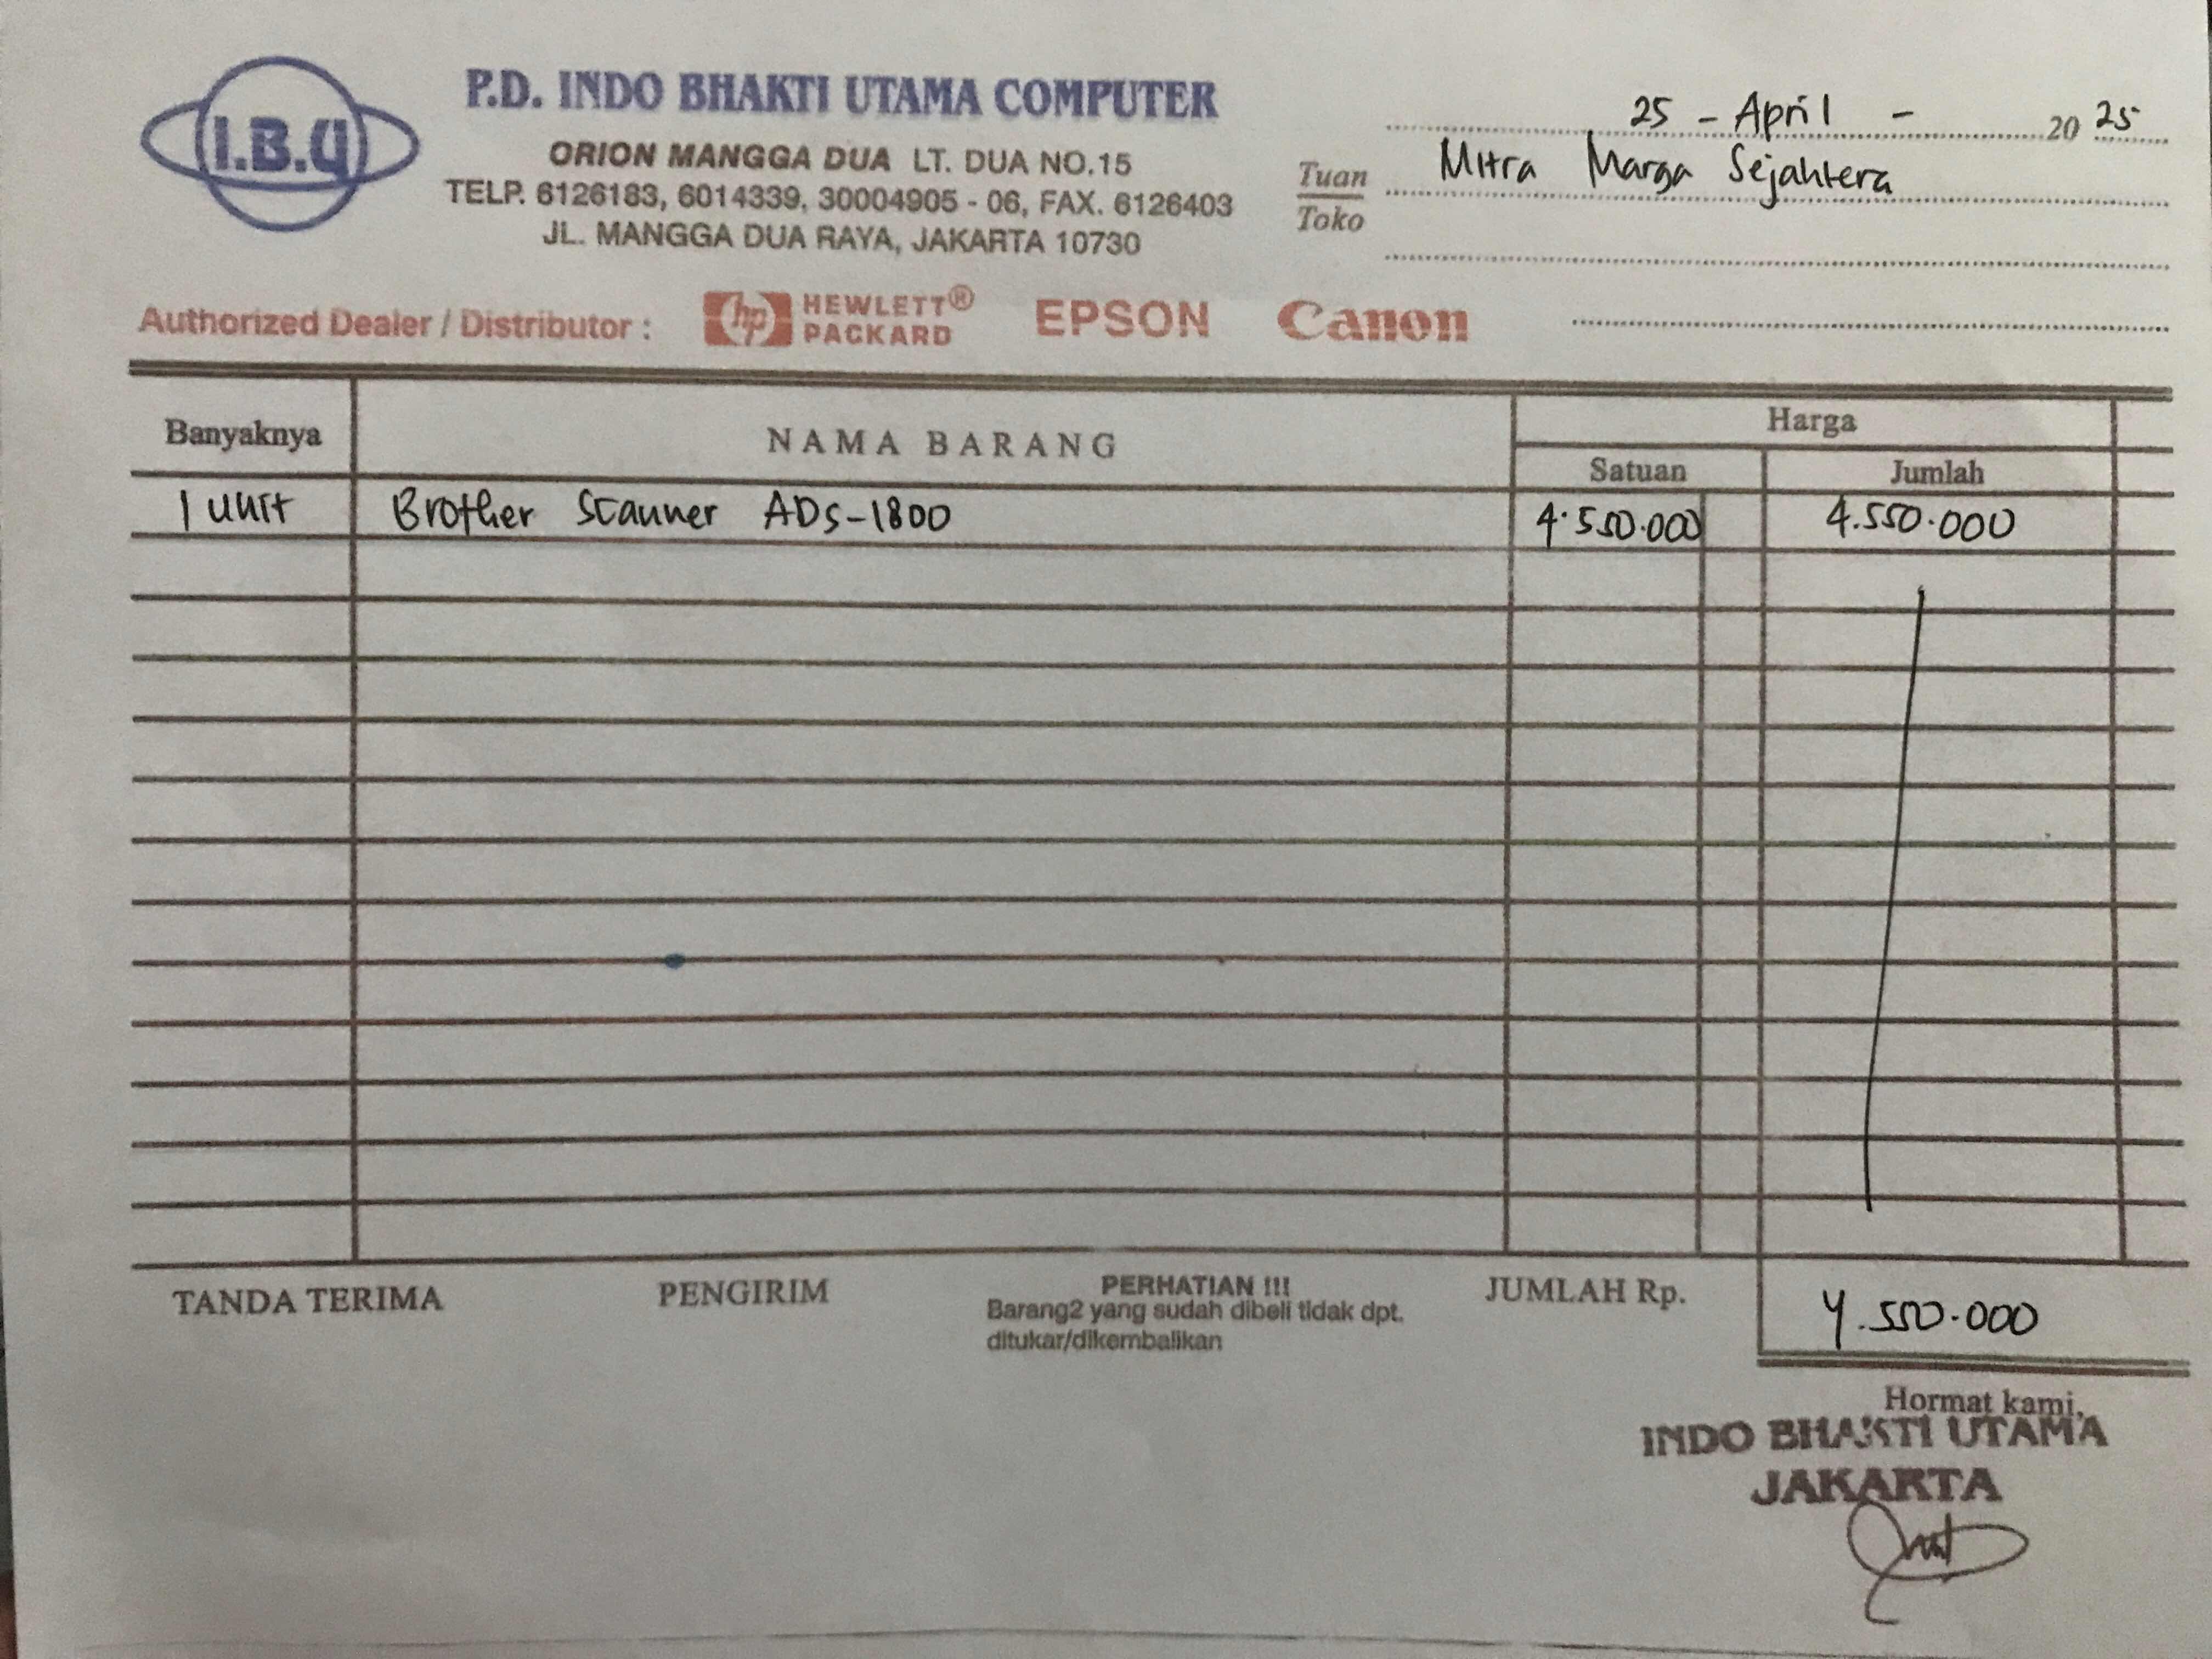 I.B.U
P.D. INDO BHAKTI UTAMA COMPUTER
ORION MANGGA DUA LT. DUA NO.15
TELP. 6126183, 6014339, 30004905 - 06, FAX. 6126403
JL. MANGGA DUA RAYA, JAKARTA 10730
25 - April - 2025
Tuan Mitra Marga Sejahtera
Toko
Authorized Dealer / Distributor : hp HEWLETT® PACKARD EPSON Canon
Banyaknya NAMA BARANG Harga
Satuan Jumlah
1 unit Brother Scanner ADS-1800 4.550.000 4.550.000
TANDA TERIMA PENGIRIM PERHATIAN !!! JUMLAH Rp. 4.550.000
Barang2 yang sudah dibeli tidak dpt.
ditukar/dikembalikan
Hormat kami,
INDO BHAKTI UTAMA
JAKARTA